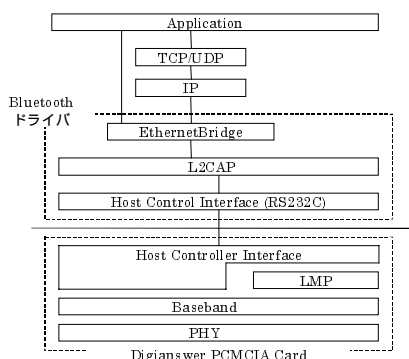 Application
TCP/UDP
IP
Bluetooth
ドライバ
EthernetBridge
L2CAP
Host Control Interface (RS232C)
Host Controller Interface
LMP
Baseband
PHY
Digianswer PCMCIA Card